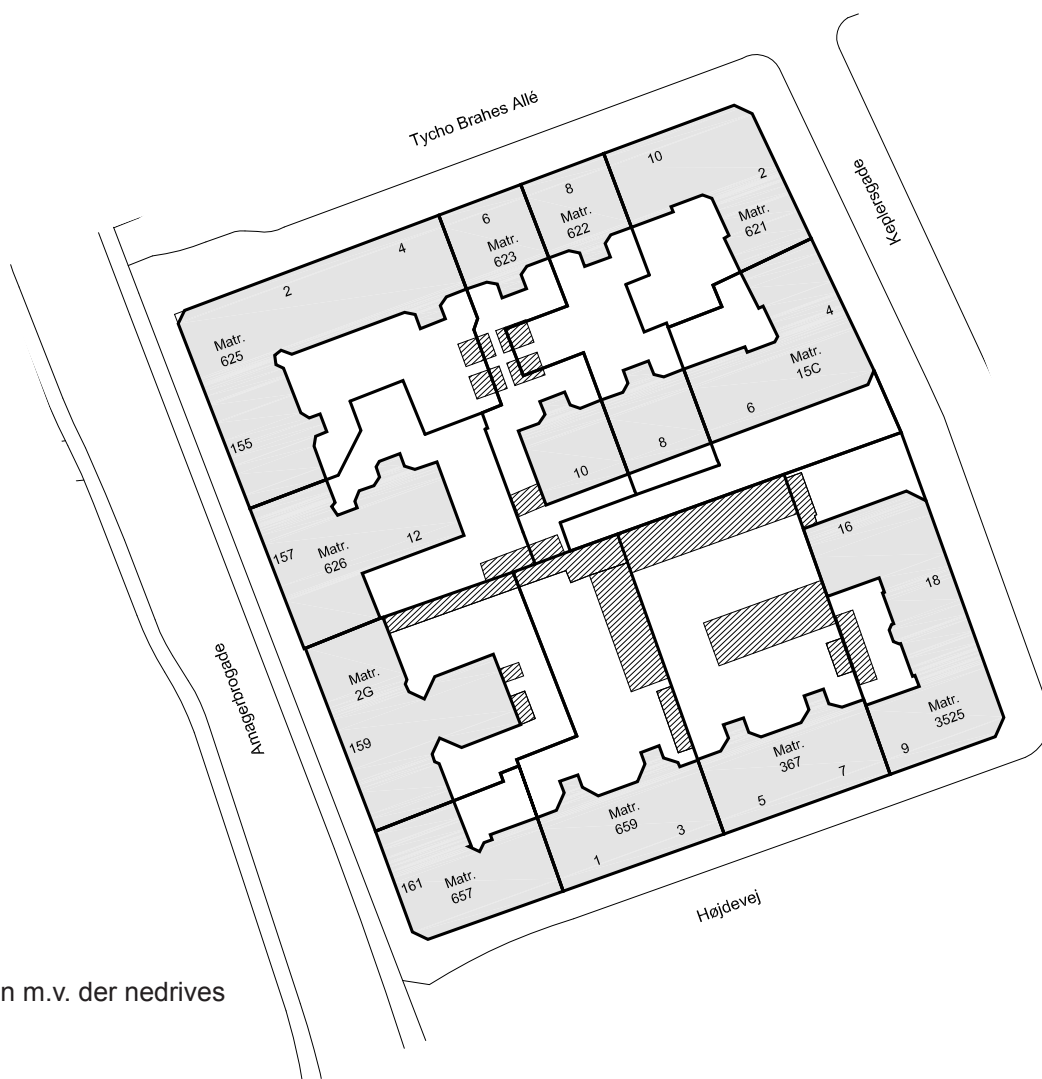 Tycho Brahes Allé
Keplersgade
10
2
Matr.
621
8
Matr.
622
6
Matr.
623
4
2
Matr.
625
155
4
Matr.
15C
6
8
10
12
157
Matr.
626
16
18
Matr.
2G
159
Amagerbrogade
Matr.
3525
9
Matr.
367
7
5
Matr.
659
3
1
161
Matr.
657
Højdevej
n m.v. der nedrives